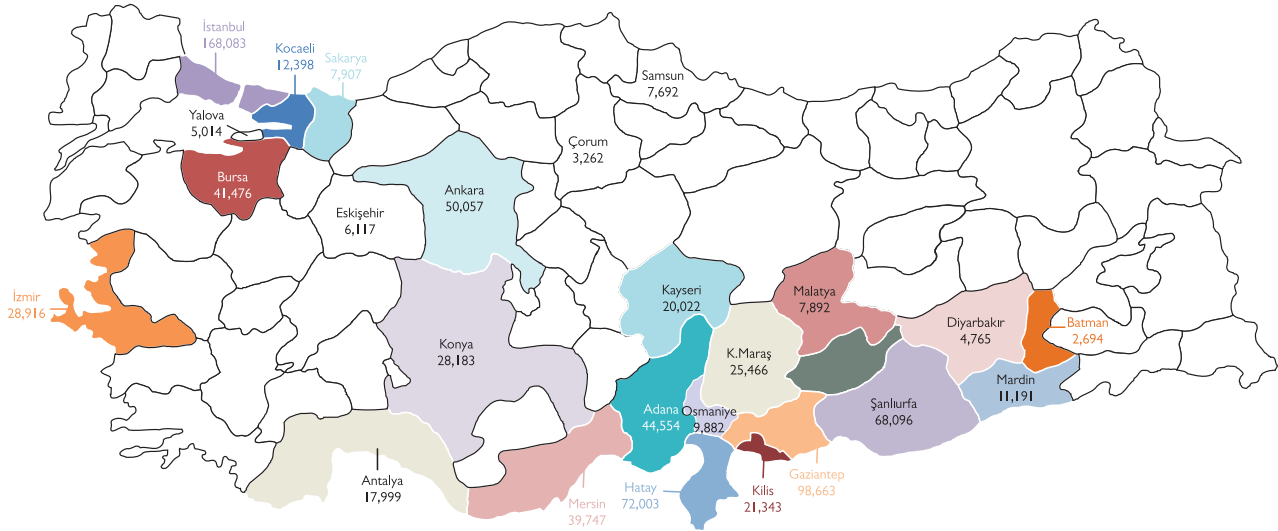 İstanbul
168,083
Kocaeli
12,398
Sakarya
7,907
Samsun
7,692
Yalova
5,014
Çorum
3,262
Bursa
41,476
Ankara
50,057
Eskişehir
6,117
İzmir
28,916
Kayseri
20,022
Malatya
7,892
Diyarbakır
4,765
Batman
2,694
Konya
28,183
K.Maraş
25,466
Mardin
11,191
Şanlıurfa
68,096
Adana
44,554
Osmaniye
9,882
Antalya
17,999
Mersin
39,747
Hatay
72,003
Kilis
21,343
Gaziantep
98,663